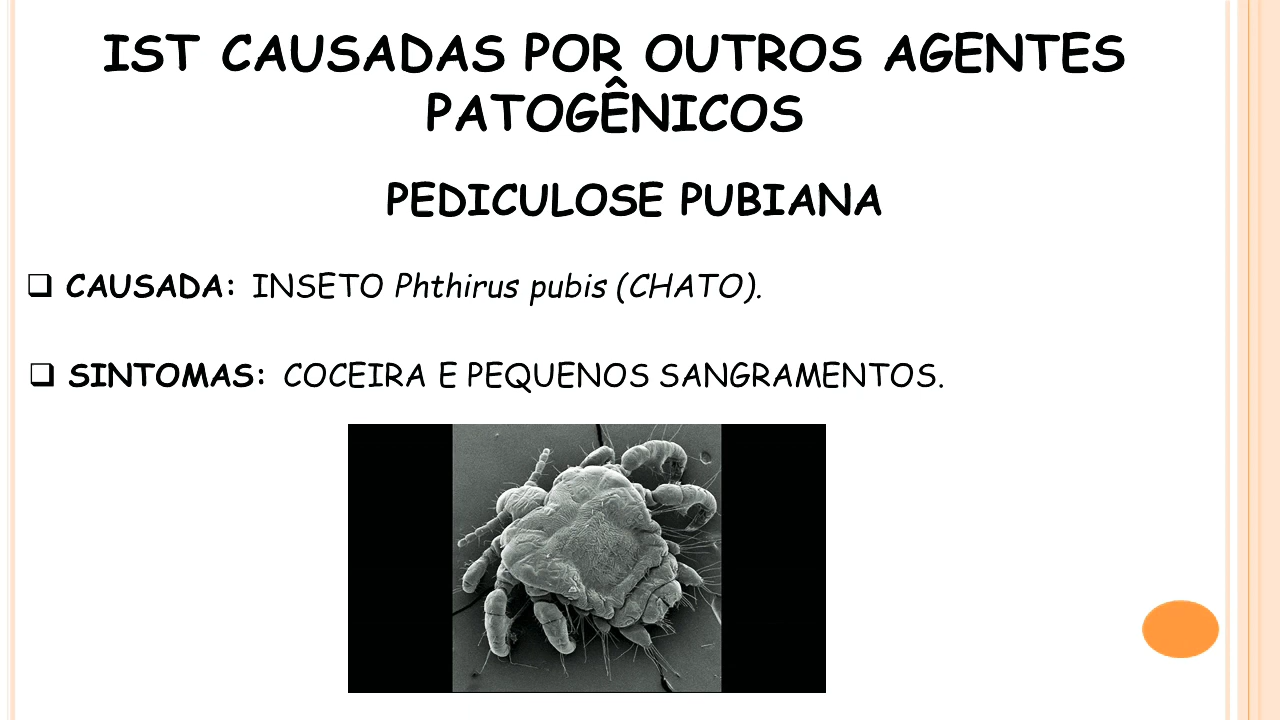 IST CAUSADAS POR OUTROS AGENTES
PATOGÊNICOS
PEDICULOSE PUBIANA
❑ CAUSADA: INSETO Phthirus pubis (CHATO).
❑ SINTOMAS: COCEIRA E PEQUENOS SANGRAMENTOS.